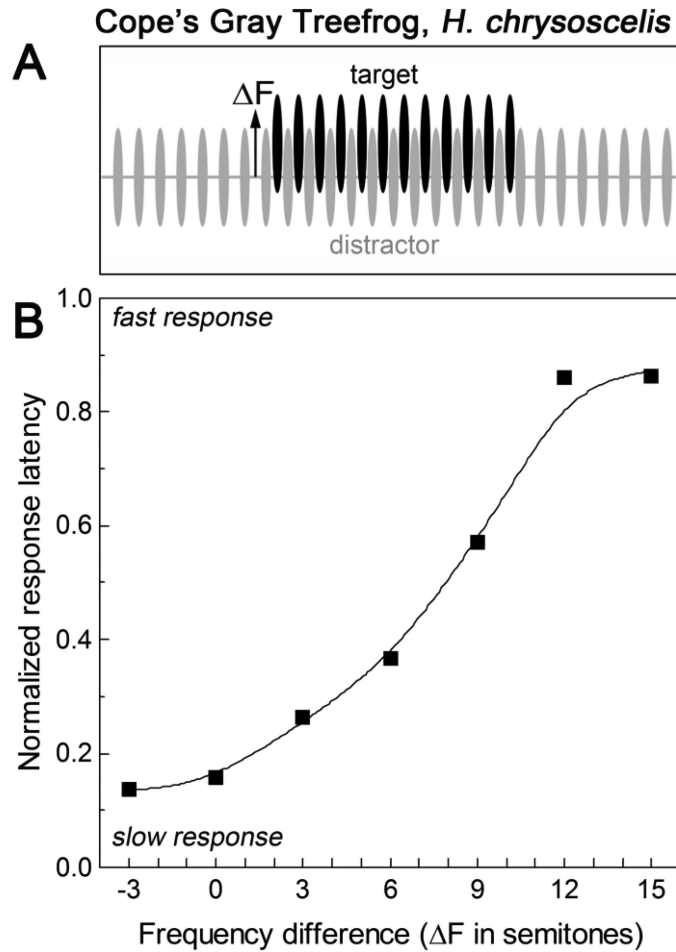 Cope's Gray Treefrog, H. chrysoscelis
A
target
ΔF
distractor
B
1.0
fast response
0.8
0.6
0.4
0.2
slow response
0.0
Normalized response latency
-3 0 3 6 9 12 15
Frequency difference (ΔF in semitones)